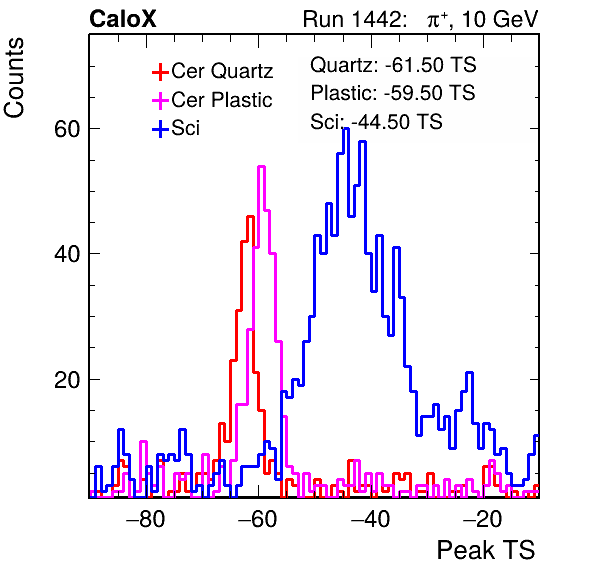 CaloX Run 1442: π⁺, 10 GeV
Counts
Cer Quartz
Cer Plastic
Sci
Quartz: -61.50 TS
Plastic: -59.50 TS
Sci: -44.50 TS
60
40
20
−80 −60 −40 −20
Peak TS